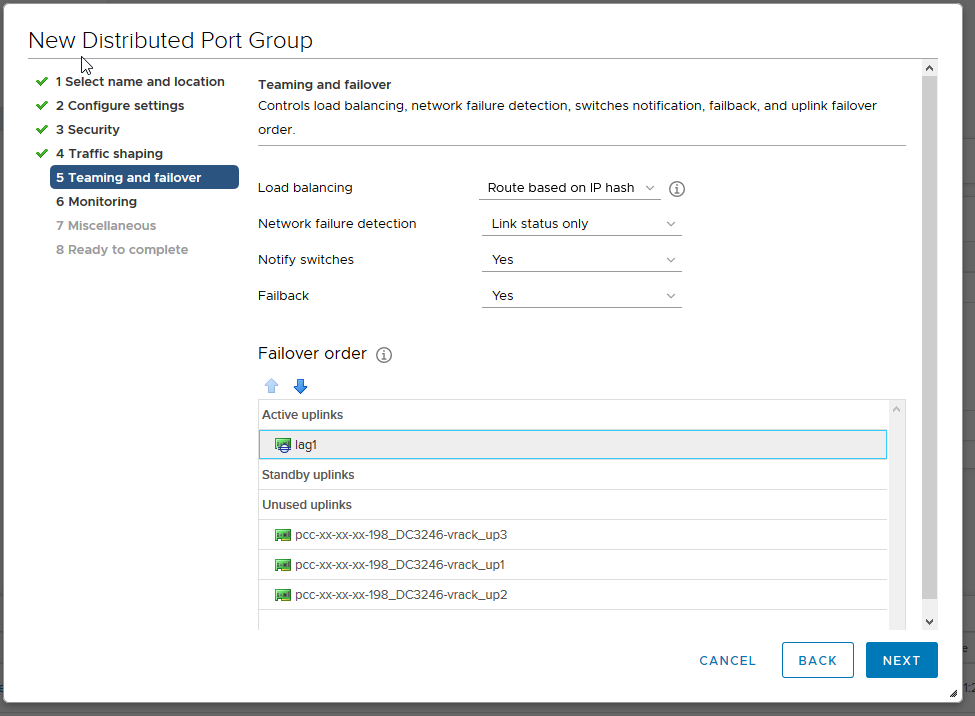 New Distributed Port Group
1 Select name and location
2 Configure settings
3 Security
4 Traffic shaping
5 Teaming and failover
6 Monitoring
7 Miscellaneous
8 Ready to complete
Teaming and failover
Controls load balancing, network failure detection, switches notification, failback, and uplink failover
order.
Load balancing Route based on IP hash
Network failure detection Link status only
Notify switches Yes
Failback Yes
Failover order
Active uplinks
lag1
Standby uplinks
Unused uplinks
pcc-xx-xx-xx-198_DC3246-vrack_up3
pcc-xx-xx-xx-198_DC3246-vrack_up1
pcc-xx-xx-xx-198_DC3246-vrack_up2
CANCEL BACK NEXT